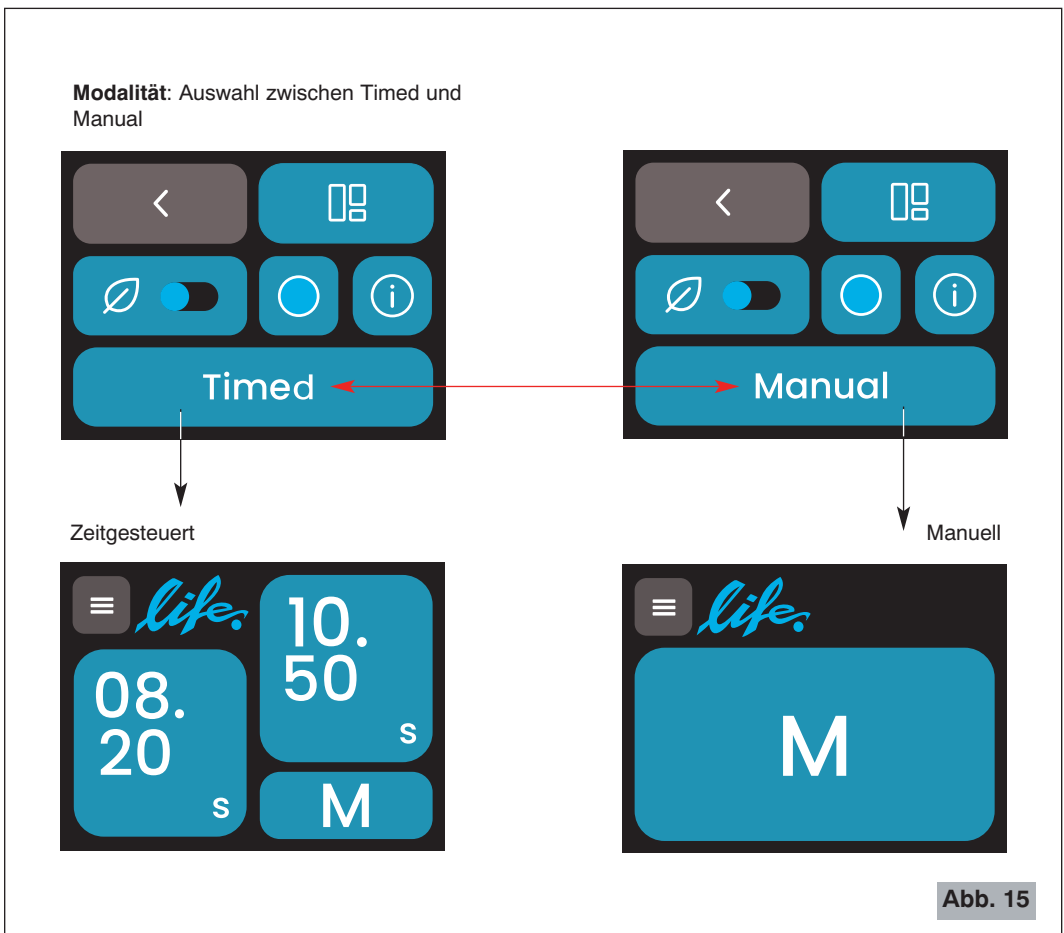 Modalität: Auswahl zwischen Timed und
Manual
Timed
Manual
Zeitgesteuert
Manuell
life.
10.
50
s
08.
20
s
M
life.
M
Abb. 15